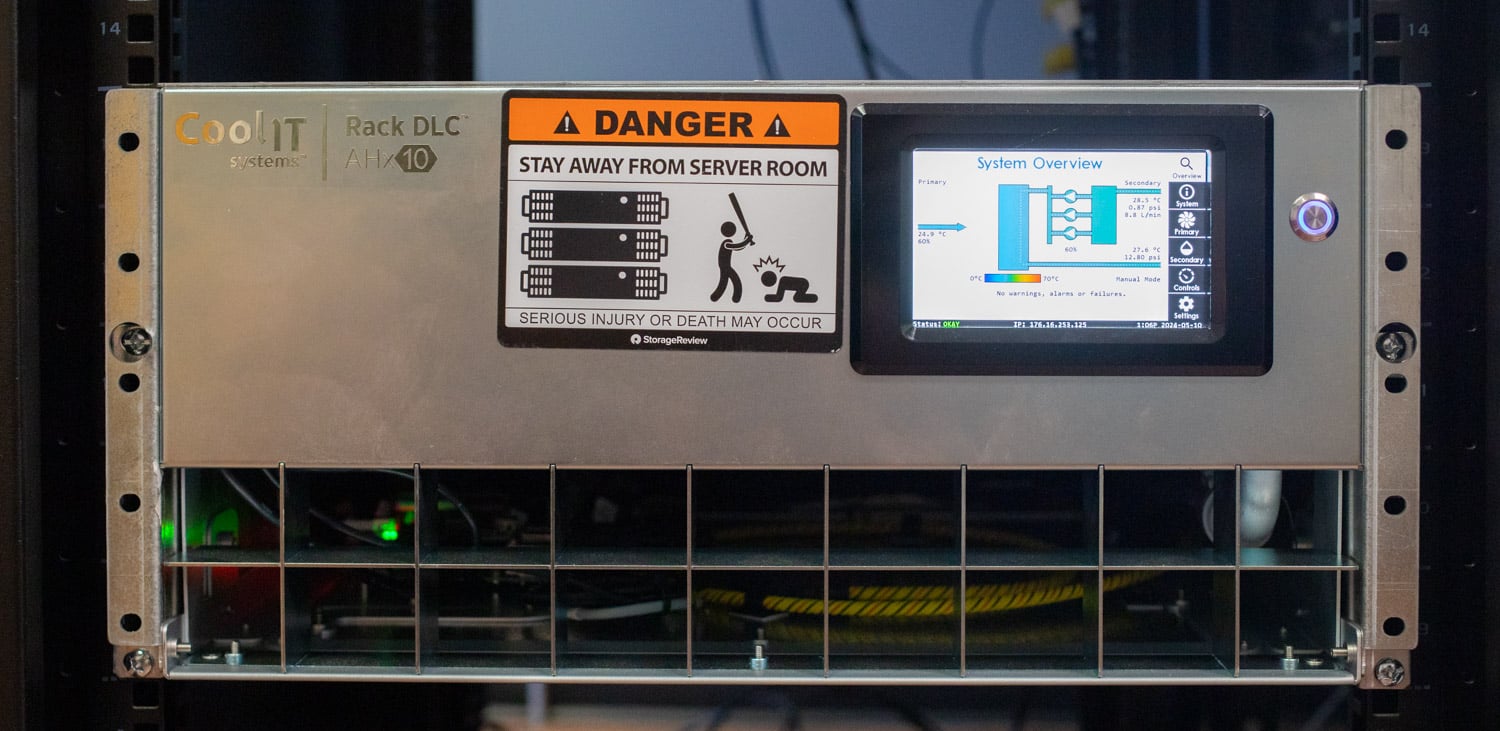 14
14
CoolIT
systems™
Rack DLC™
AHx10
DANGER
STAY AWAY FROM SERVER ROOM
SERIOUS INJURY OR DEATH MAY OCCUR
StorageReview
System Overview
Overview
Primary
Secondary
28.5 °C
0.87 psi
8.8 L/min
System
24.9 °C
60%
Primary
60%
27.6 °C
12.80 psi
Secondary
0°C
70°C
Manual Mode
Controls
No warnings, alarms or failures.
Settings
Status: OKAY
IP: 176.16.253.125
1:06P 2024-05-10